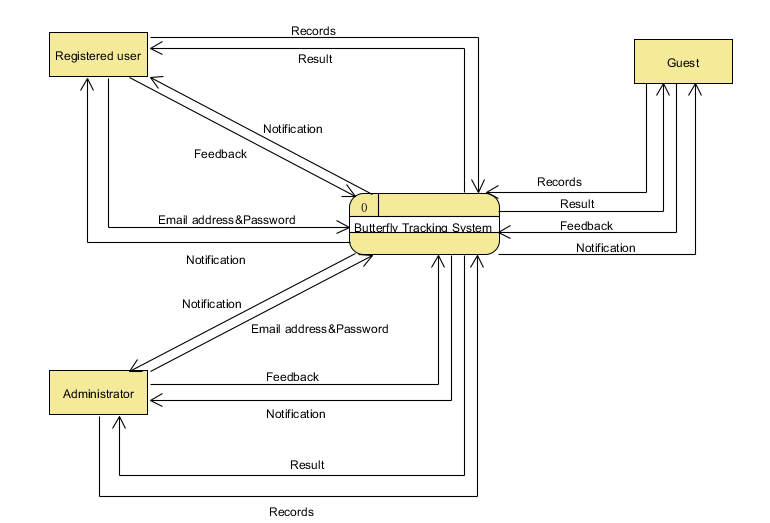 Records
Registered user
Result
Guest
Notification
Feedback
Records
Result
()
Email address&Password
Butterfly Tracking System
Feedback
Notification
Notification
Notification
Email address&Password
Feedback
Administrator
Notification
Result
Records